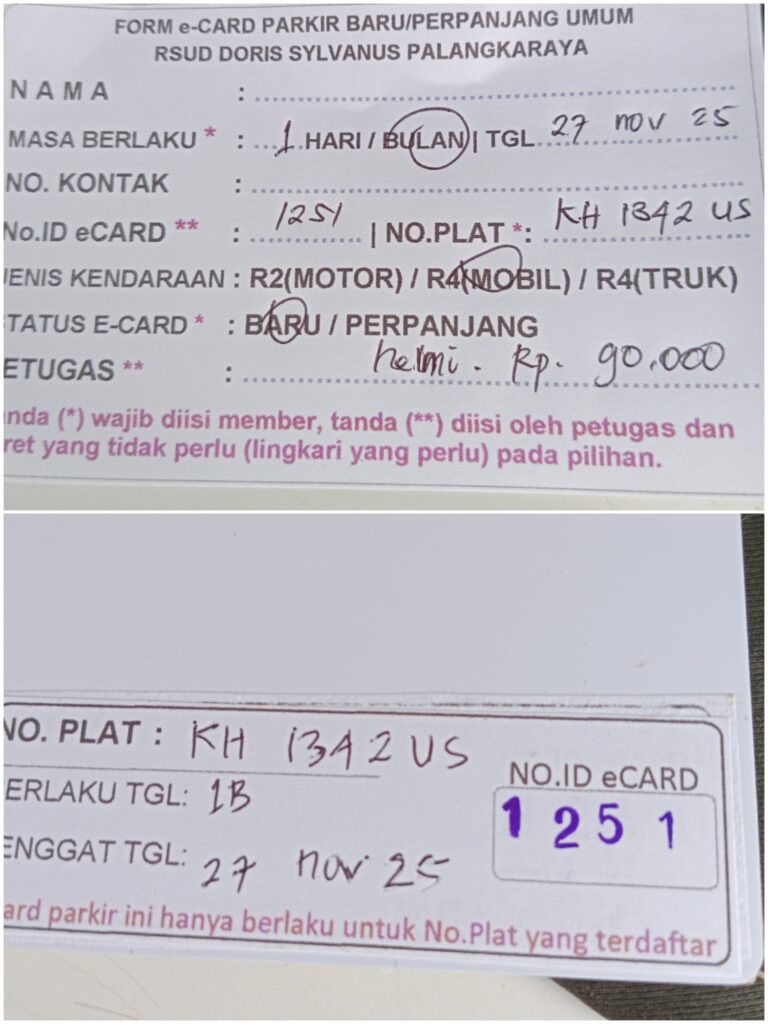 FORM e-CARD PARKIR BARU/PERPANJANG UMUM
RSUD DORIS SYLVANUS PALANGKARAYA
NAMA :
MASA BERLAKU * : 1 HARI / BULAN | TGL 27 nov 25
NO. KONTAK :
No.ID eCARD ** : 1251 | NO.PLAT *: KH 1342 US
JENIS KENDARAAN : R2(MOTOR) / R4(MOBIL) / R4(TRUK)
TATUS E-CARD * : BARU / PERPANJANG
ETUGAS ** : helmi. Rp. 90.000
nda (*) wajib diisi member, tanda (**) diisi oleh petugas dan
ret yang tidak perlu (lingkari yang perlu) pada pilihan.
NO. PLAT : KH 1342 US
ERLAKU TGL: 1B
ENGGAT TGL: 27 nov 25
NO.ID eCARD
1251
ard parkir ini hanya berlaku untuk No.Plat yang terdaftar